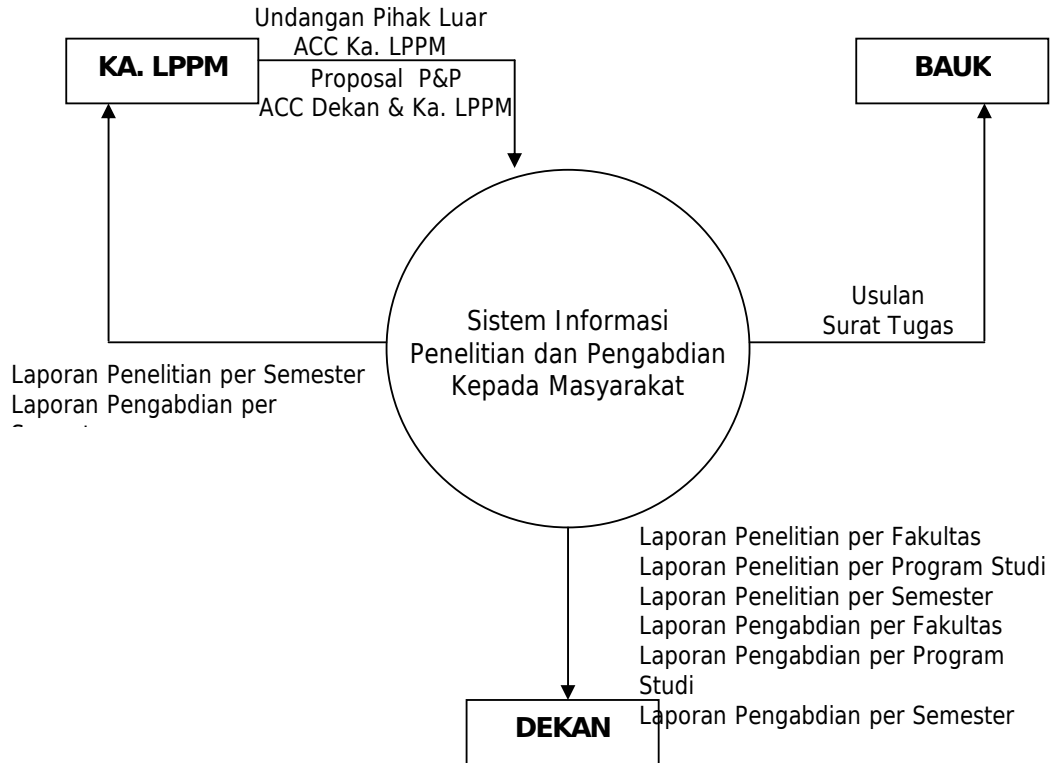 Undangan Pihak Luar
ACC Ka. LPPM
KA. LPPM
Proposal P&P
ACC Dekan & Ka. LPPM
BAUK
Usulan
Surat Tugas
Sistem Informasi
Penelitian dan Pengabdian
Kepada Masyarakat
Laporan Penelitian per Semester
Laporan Pengabdian per
Laporan Penelitian per Fakultas
Laporan Penelitian per Program Studi
Laporan Penelitian per Semester
Laporan Pengabdian per Fakultas
Laporan Pengabdian per Program
Studi
Laporan Pengabdian per Semester
DEKAN